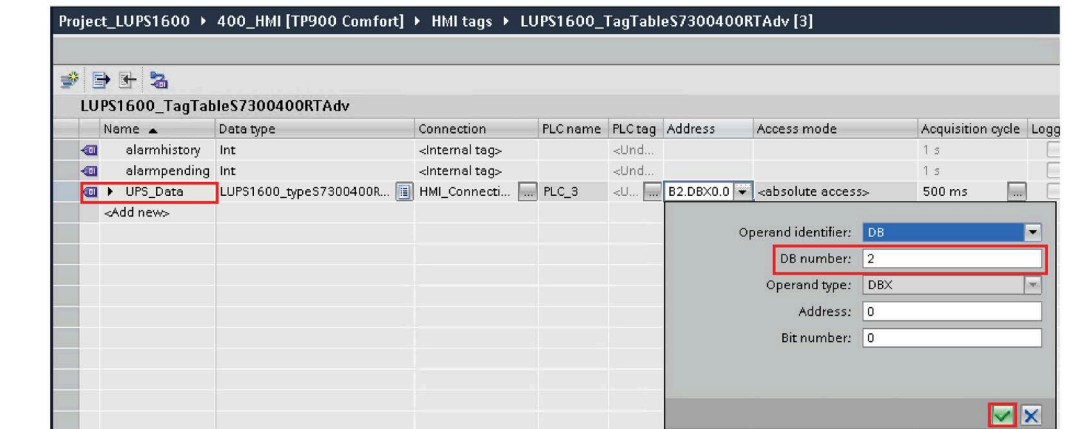 Project_LUPS1600 ▸ 400_HMI [TP900 Comfort] ▸ HMI tags ▸ LUPS1600_TagTableS7300400RTAdv [3]
LUPS1600_TagTableS7300400RTAdv
Name Data type Connection PLC name PLC tag Address Access mode Acquisition cycle Logg
alarmhistory Int <Internal tag> <Und... 1 s
alarmpending Int <Internal tag> <Und... 1 s
UPS_Data LUPS1600_typeS7300400R... HMI_Connecti... ... PLC_3 <U... ... B2.DBX0.0 <absolute access> 500 ms ...
<Add new>
Operand identifier: DB
DB number: 2
Operand type: DBX
Address: 0
Bit number: 0